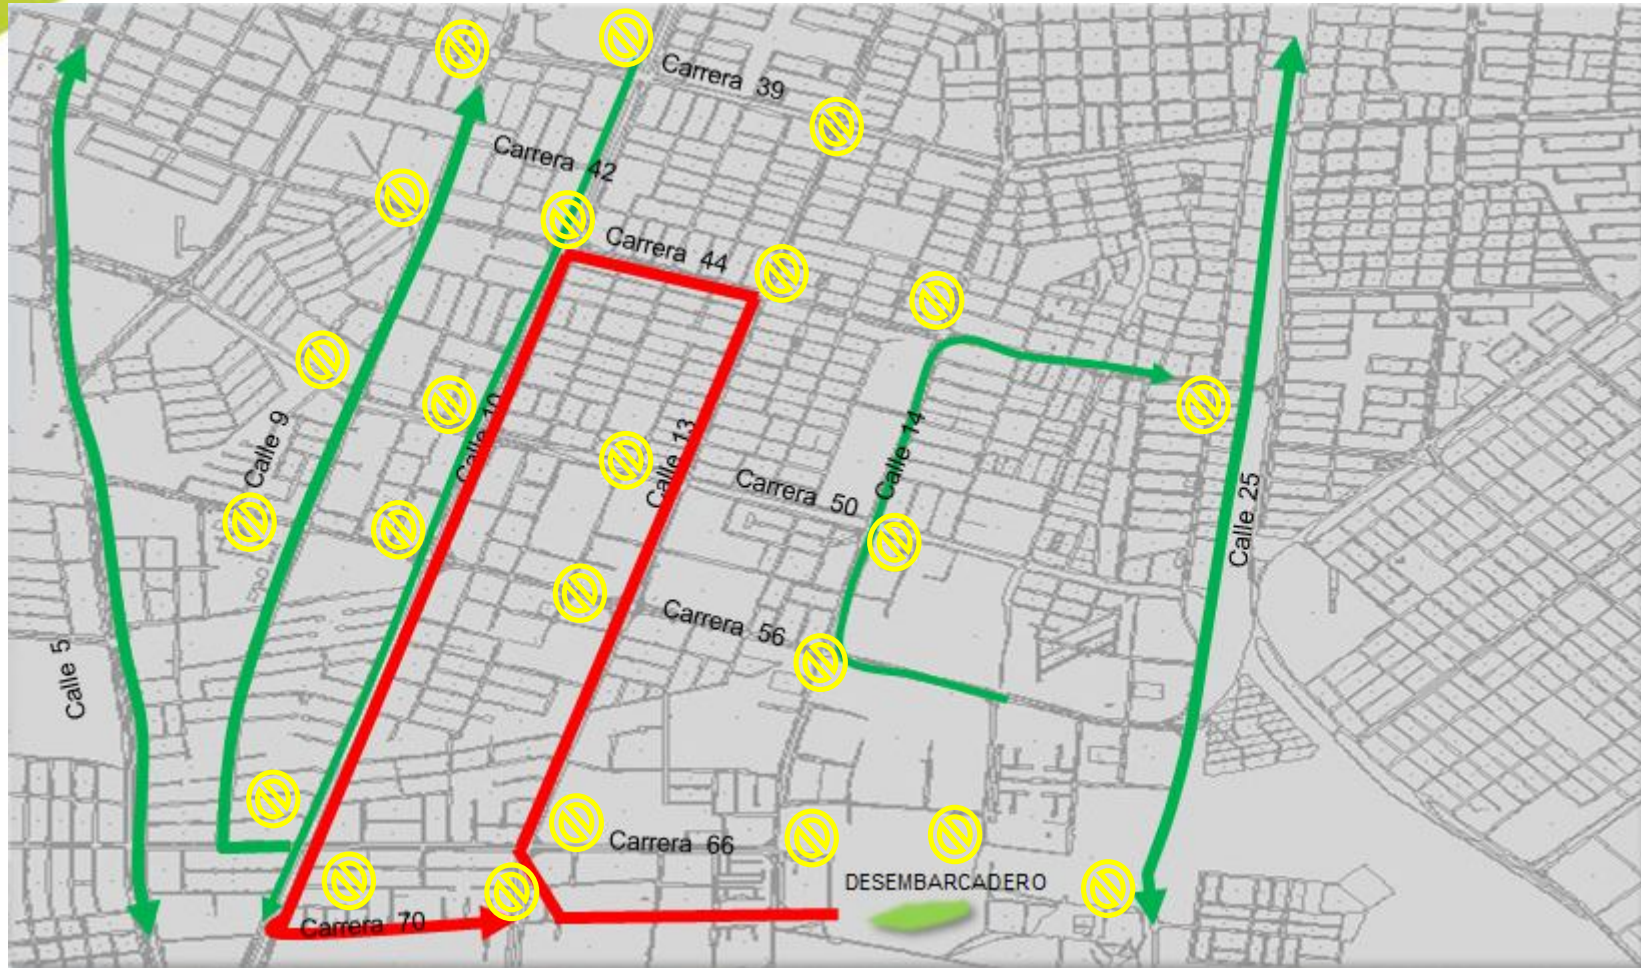 Carrera 39
Carrera 42
Carrera 44
Calle 9
Calle 10
Calle 13
Calle 14
Carrera 50
Calle 25
Carrera 56
Calle 5
Carrera 66
DESEMBARCADERO
Carrera 70